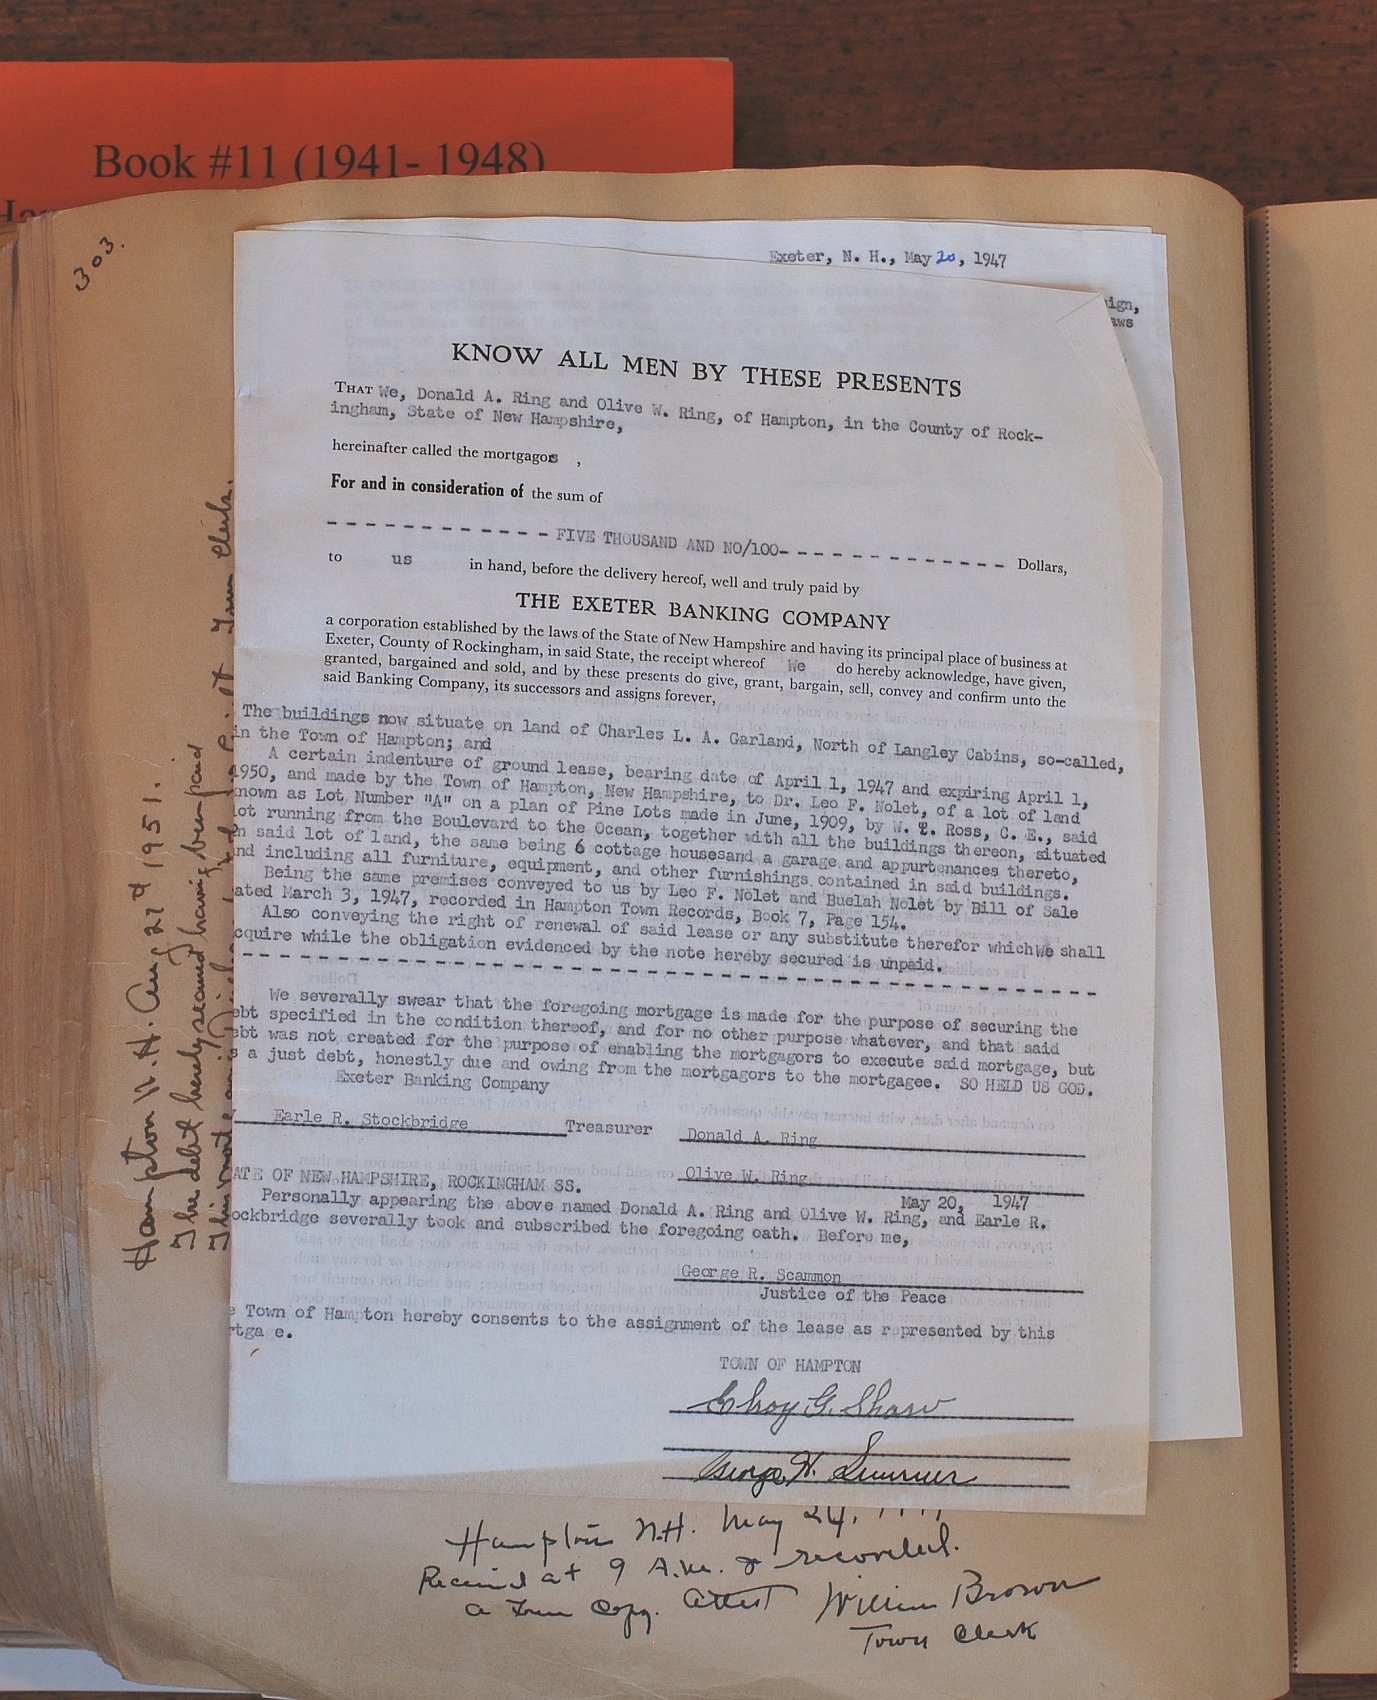 Book #11 (1941- 1948)
303.
Exeter, N. H., May 20, 1947
ign,
aws
KNOW ALL MEN BY THESE PRESENTS
THAT We, Donald A. Ring and Olive W. Ring, of Hampton, in the County of Rock-
ingham, State of New Hampshire,
hereinafter called the mortgagors ,
For and in consideration of the sum of
- - - - - - - - - - - - FIVE THOUSAND AND NO/100- - - - - - - - - - - - - Dollars,
to us in hand, before the delivery hereof, well and truly paid by
THE EXETER BANKING COMPANY
a corporation established by the laws of the State of New Hampshire and having its principal place of business at
Exeter, County of Rockingham, in said State, the receipt whereof We do hereby acknowledge, have given,
granted, bargained and sold, and by these presents do give, grant, bargain, sell, convey and confirm unto the
said Banking Company, its successors and assigns forever,
The buildings now situate on land of Charles L. A. Garland, North of Langley Cabins, so-called,
in the Town of Hampton; and
A certain indenture of ground lease, bearing date of April 1, 1947 and expiring April 1,
1950, and made by the Town of Hampton, New Hampshire, to Dr. Leo F. Nolet, of a lot of land
nown as Lot Number "A" on a plan of Pine Lots made in June, 1909, by W. T. Ross, C. E., said
lot running from the Boulevard to the Ocean, together with all the buildings thereon, situated
n said lot of land, the same being 6 cottage housesand a garage and appurtenances thereto,
nd including all furniture, equipment, and other furnishings contained in said buildings.
Being the same premises conveyed to us by Leo F. Nolet and Buelah Nolet by Bill of Sale
ated March 3, 1947, recorded in Hampton Town Records, Book 7, Page 154.
Also conveying the right of renewal of said lease or any substitute therefor whichWe shall
cquire while the obligation evidenced by the note hereby secured is unpaid.
We severally swear that the foregoing mortgage is made for the purpose of securing the
ebt specified in the condition thereof, and for no other purpose whatever, and that said
ebt was not created for the purpose of enabling the mortgagors to execute said mortgage, but
s a just debt, honestly due and owing from the mortgagors to the mortgagee. SO HELD US GOD.
Exeter Banking Company
Earle R. Stockbridge Treasurer Donald A. Ring
Olive W. Ring
ATE OF NEW HAMPSHIRE, ROCKINGHAM SS. May 20, 1947
Personally appearing the above named Donald A. Ring and Olive W. Ring, and Earle R.
ockbridge severally took and subscribed the foregoing oath. Before me,
George R. Scammon
Justice of the Peace
e Town of Hampton hereby consents to the assignment of the lease as r presented by this
rtga e.
TOWN OF HAMPTON
Elroy G. Shaw
George H. Sumner
Hampton N.H. May 24,
Received at 9 A.M. & recorded.
a True Copy. Attest William Brown
Town Clerk
Hampton N. H. Aug 22d 1951.
The debt hereby secured having been paid
This Town Clerk.